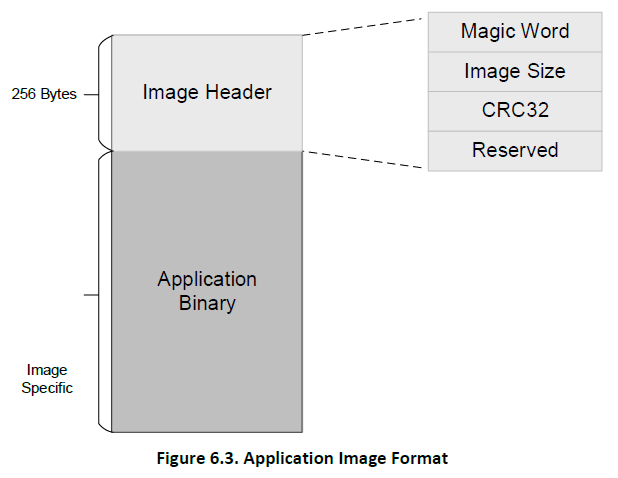 Magic Word
Image Size
CRC32
Reserved
256 Bytes
Image Header
Application
Binary
Image
Specific
Figure 6.3. Application Image Format